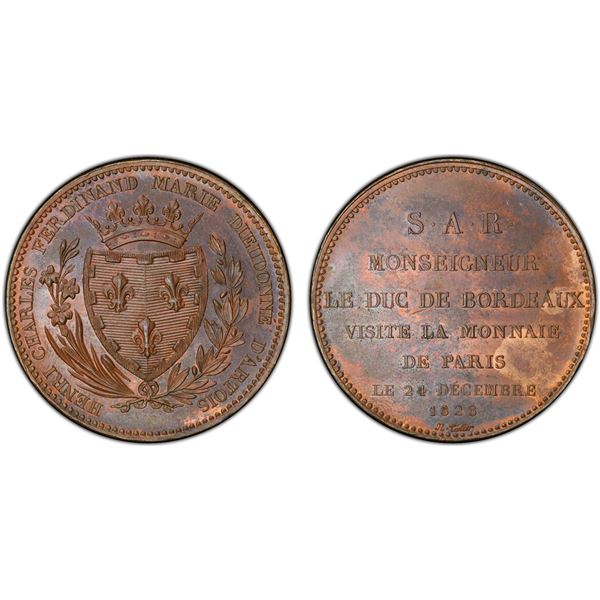 HENRI CHARLES FERDINAND MARIE DIEUDONNÉ D'ARTOIS
S·A·R
MONSEIGNEUR
LE DUC DE BORDEAUX
VISITE LA MONNAIE
DE PARIS
LE 24 DÉCEMBRE
1828